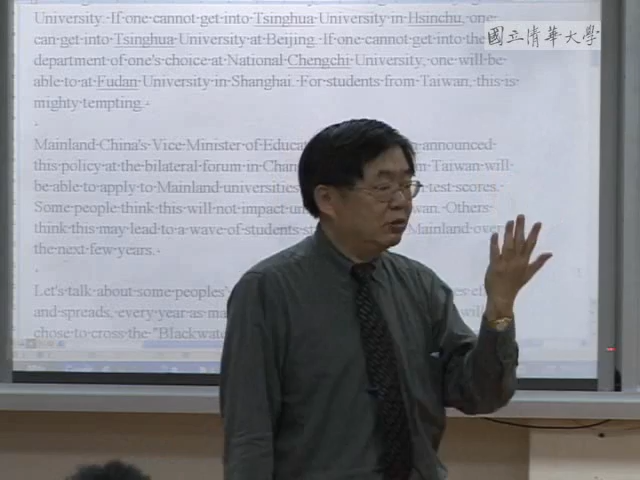 University. If one cannot get into Tsinghua University in Hsinchu, one
can get into Tsinghua University at Beijing. If one cannot get into the
department of one's choice at National Chengchi University, one will be
able to at Fudan University in Shanghai. For students from Taiwan, this is
mighty tempting.
Mainland China's Vice Minister of announced
this policy at the bilateral forum in Taiwan will
be able to apply to Mainland universities test scores.
Some people think this will not impact Others
think this may lead to a wave of students Mainland over
the next few years.
Let's talk about some peoples'
and spreads, every year as
chose to cross the "Blackwater
國立清華大學